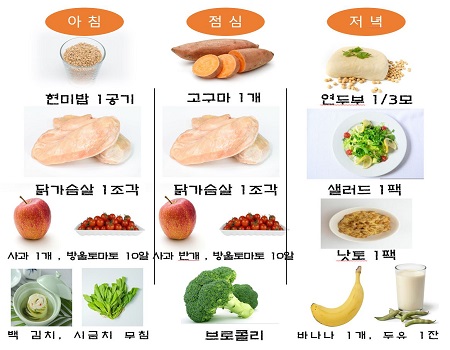 아 침
점 심
저 녁
현미밥 1공기
고구마 1개
연두부 1/3모
닭가슴살 1조각
닭가슴살 1조각
샐러드 1팩
사과 1개 , 방울토마토 10알
사과 반개 , 방울토마토 10알
낫토 1팩
백 김치, 시금치 무침
브로콜리
바나나 1개, 두유 1잔